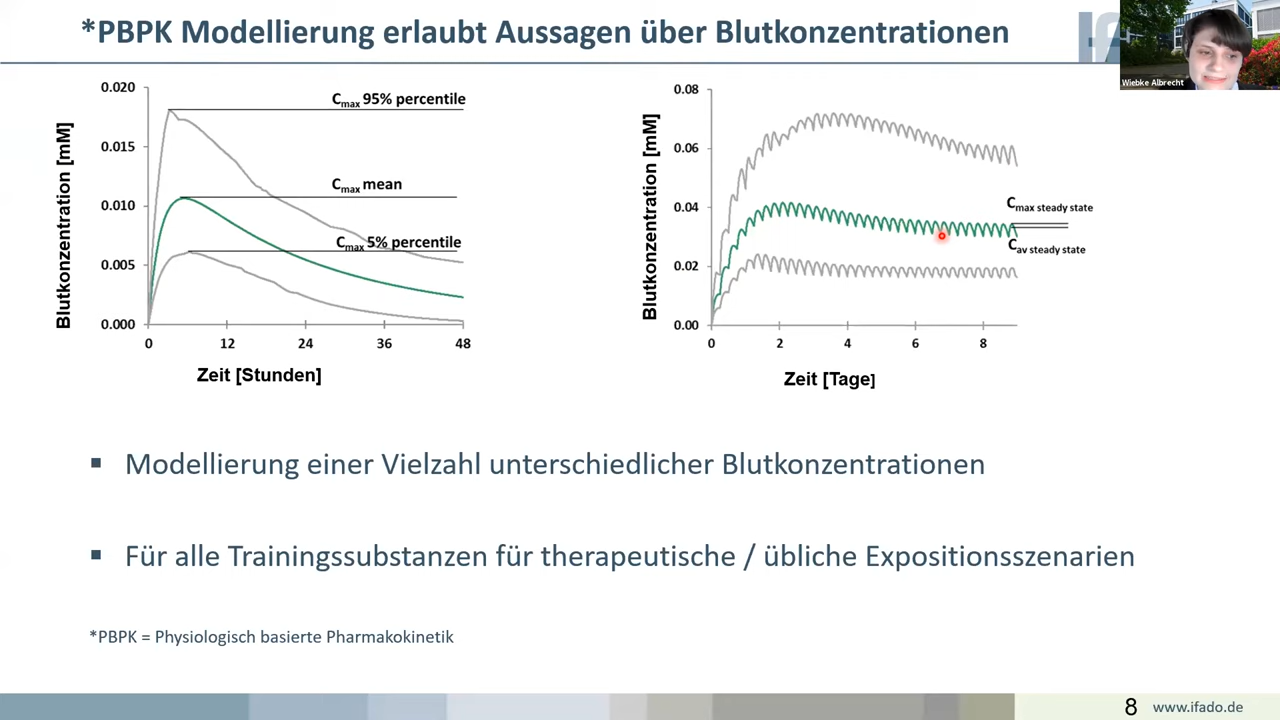 *PBPK Modellierung erlaubt Aussagen über Blutkonzentrationen
if
Wiebke Albrecht
Blutkonzentration [mM]
0.020
0.015
0.010
0.005
0.000
Cmax 95% percentile
Cmax mean
Cmax 5% percentile
0 12 24 36 48
Zeit [Stunden]
Blutkonzentration [mM]
0.08
0.06
0.04
0.02
0.00
Cmax steady state
Cav steady state
0 2 4 6 8
Zeit [Tage]
▪ Modellierung einer Vielzahl unterschiedlicher Blutkonzentrationen
▪ Für alle Trainingssubstanzen für therapeutische / übliche Expositionsszenarien
*PBPK = Physiologisch basierte Pharmakokinetik
8 www.ifado.de